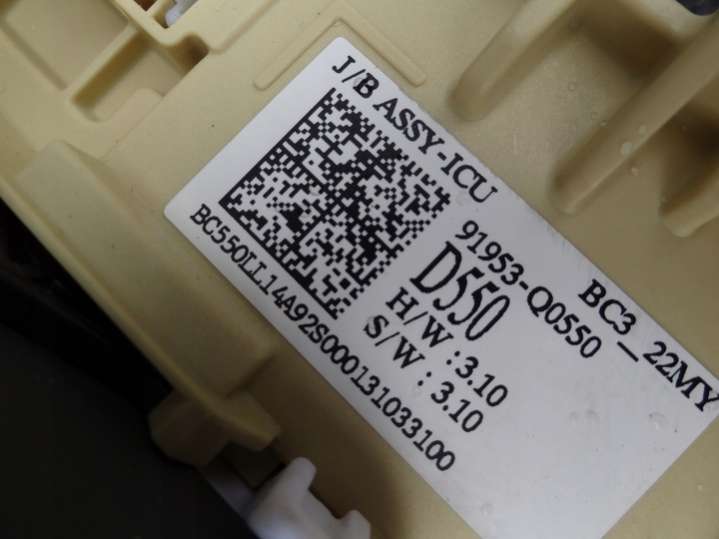 J/B ASSY-ICU
BC3_22MY
91953-Q0550
D550
H/W :3.10
S/W : 3.10
BC550LL14A92S000131033100